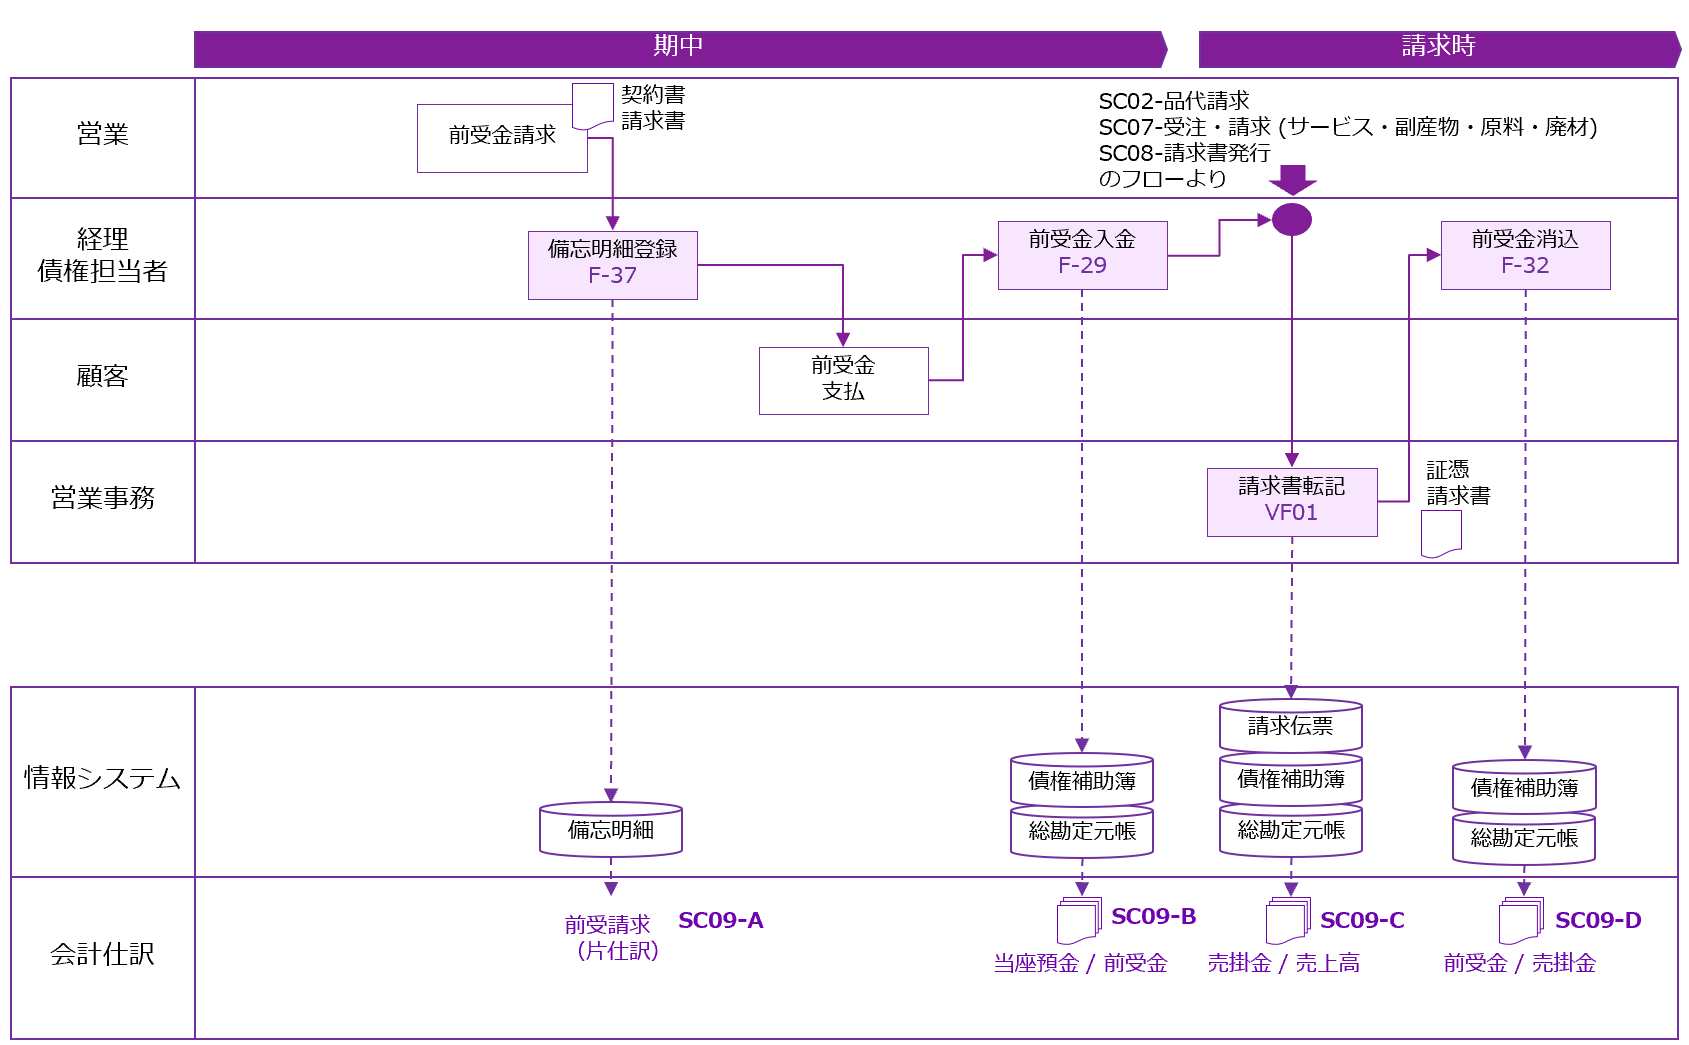 期中
請求時
営業
前受金請求
契約書
請求書
SC02-品代請求
SC07-受注・請求 (サービス・副産物・原料・廃材)
SC08-請求書発行
のフローより
経理
債権担当者
備忘明細登録
F-37
前受金入金
F-29
前受金消込
F-32
顧客
前受金
支払
営業事務
請求書転記
VF01
証憑
請求書
情報システム
備忘明細
債権補助簿
総勘定元帳
請求伝票
債権補助簿
総勘定元帳
債権補助簿
総勘定元帳
会計仕訳
前受請求
（片仕訳）
SC09-A
SC09-B
当座預金 / 前受金
SC09-C
売掛金 / 売上高
SC09-D
前受金 / 売掛金